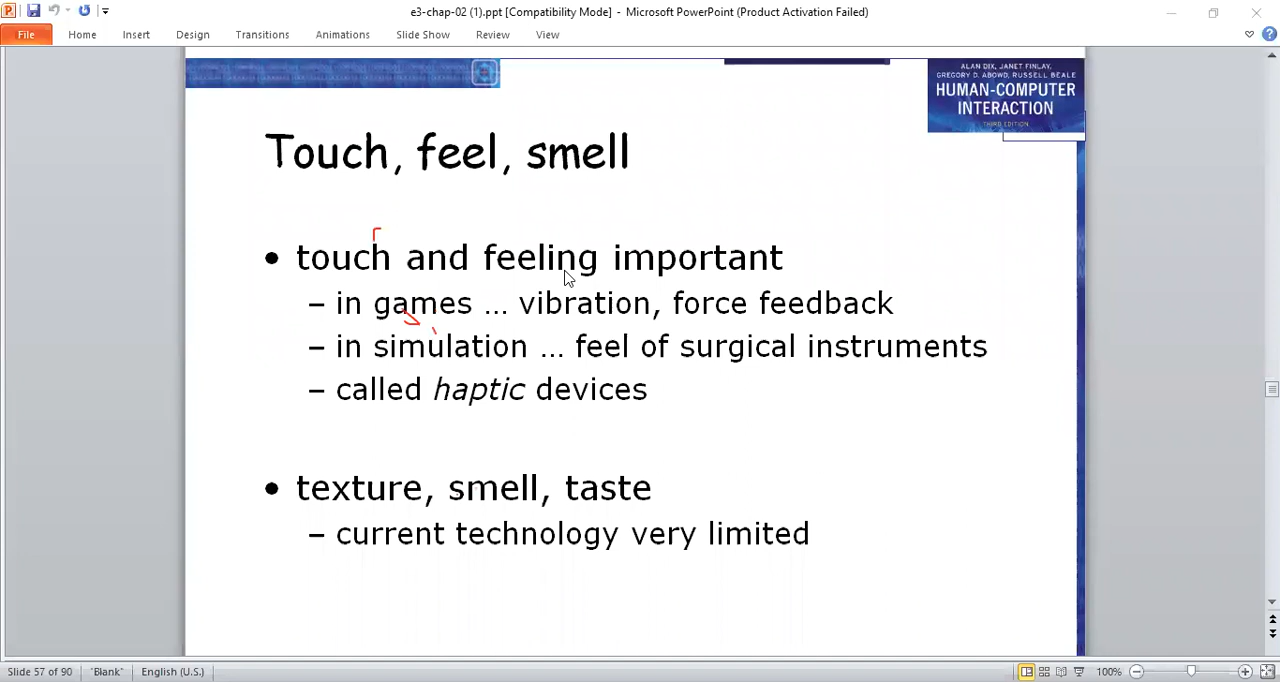 e3-chap-02 (1).ppt [Compatibility Mode] - Microsoft PowerPoint (Product Activation Failed)
File Home Insert Design Transitions Animations Slide Show Review View
ALAN DIX, JANET FINLAY,
GREGORY D. ABOWD, RUSSELL BEALE
HUMAN-COMPUTER
INTERACTION
THIRD EDITION
Touch, feel, smell
• touch and feeling important
– in games ... vibration, force feedback
– in simulation ... feel of surgical instruments
– called haptic devices
• texture, smell, taste
– current technology very limited
Slide 57 of 90 "Blank" English (U.S.) 100%